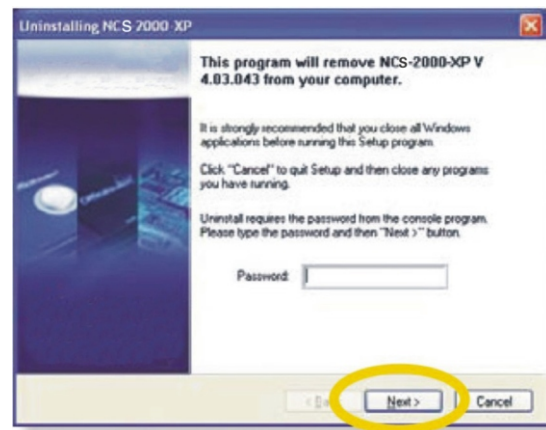 Uninstalling NCS 2000-XP
This program will remove NCS-2000-XP V
4.03.043 from your computer.
It is strongly recommended that you close all Windows
applications before running this Setup program.
Click "Cancel" to quit Setup and then close any programs
you have running.
Uninstall requires the password from the console program.
Please type the password and then "Next >" button.
Password:
Next >
Cancel